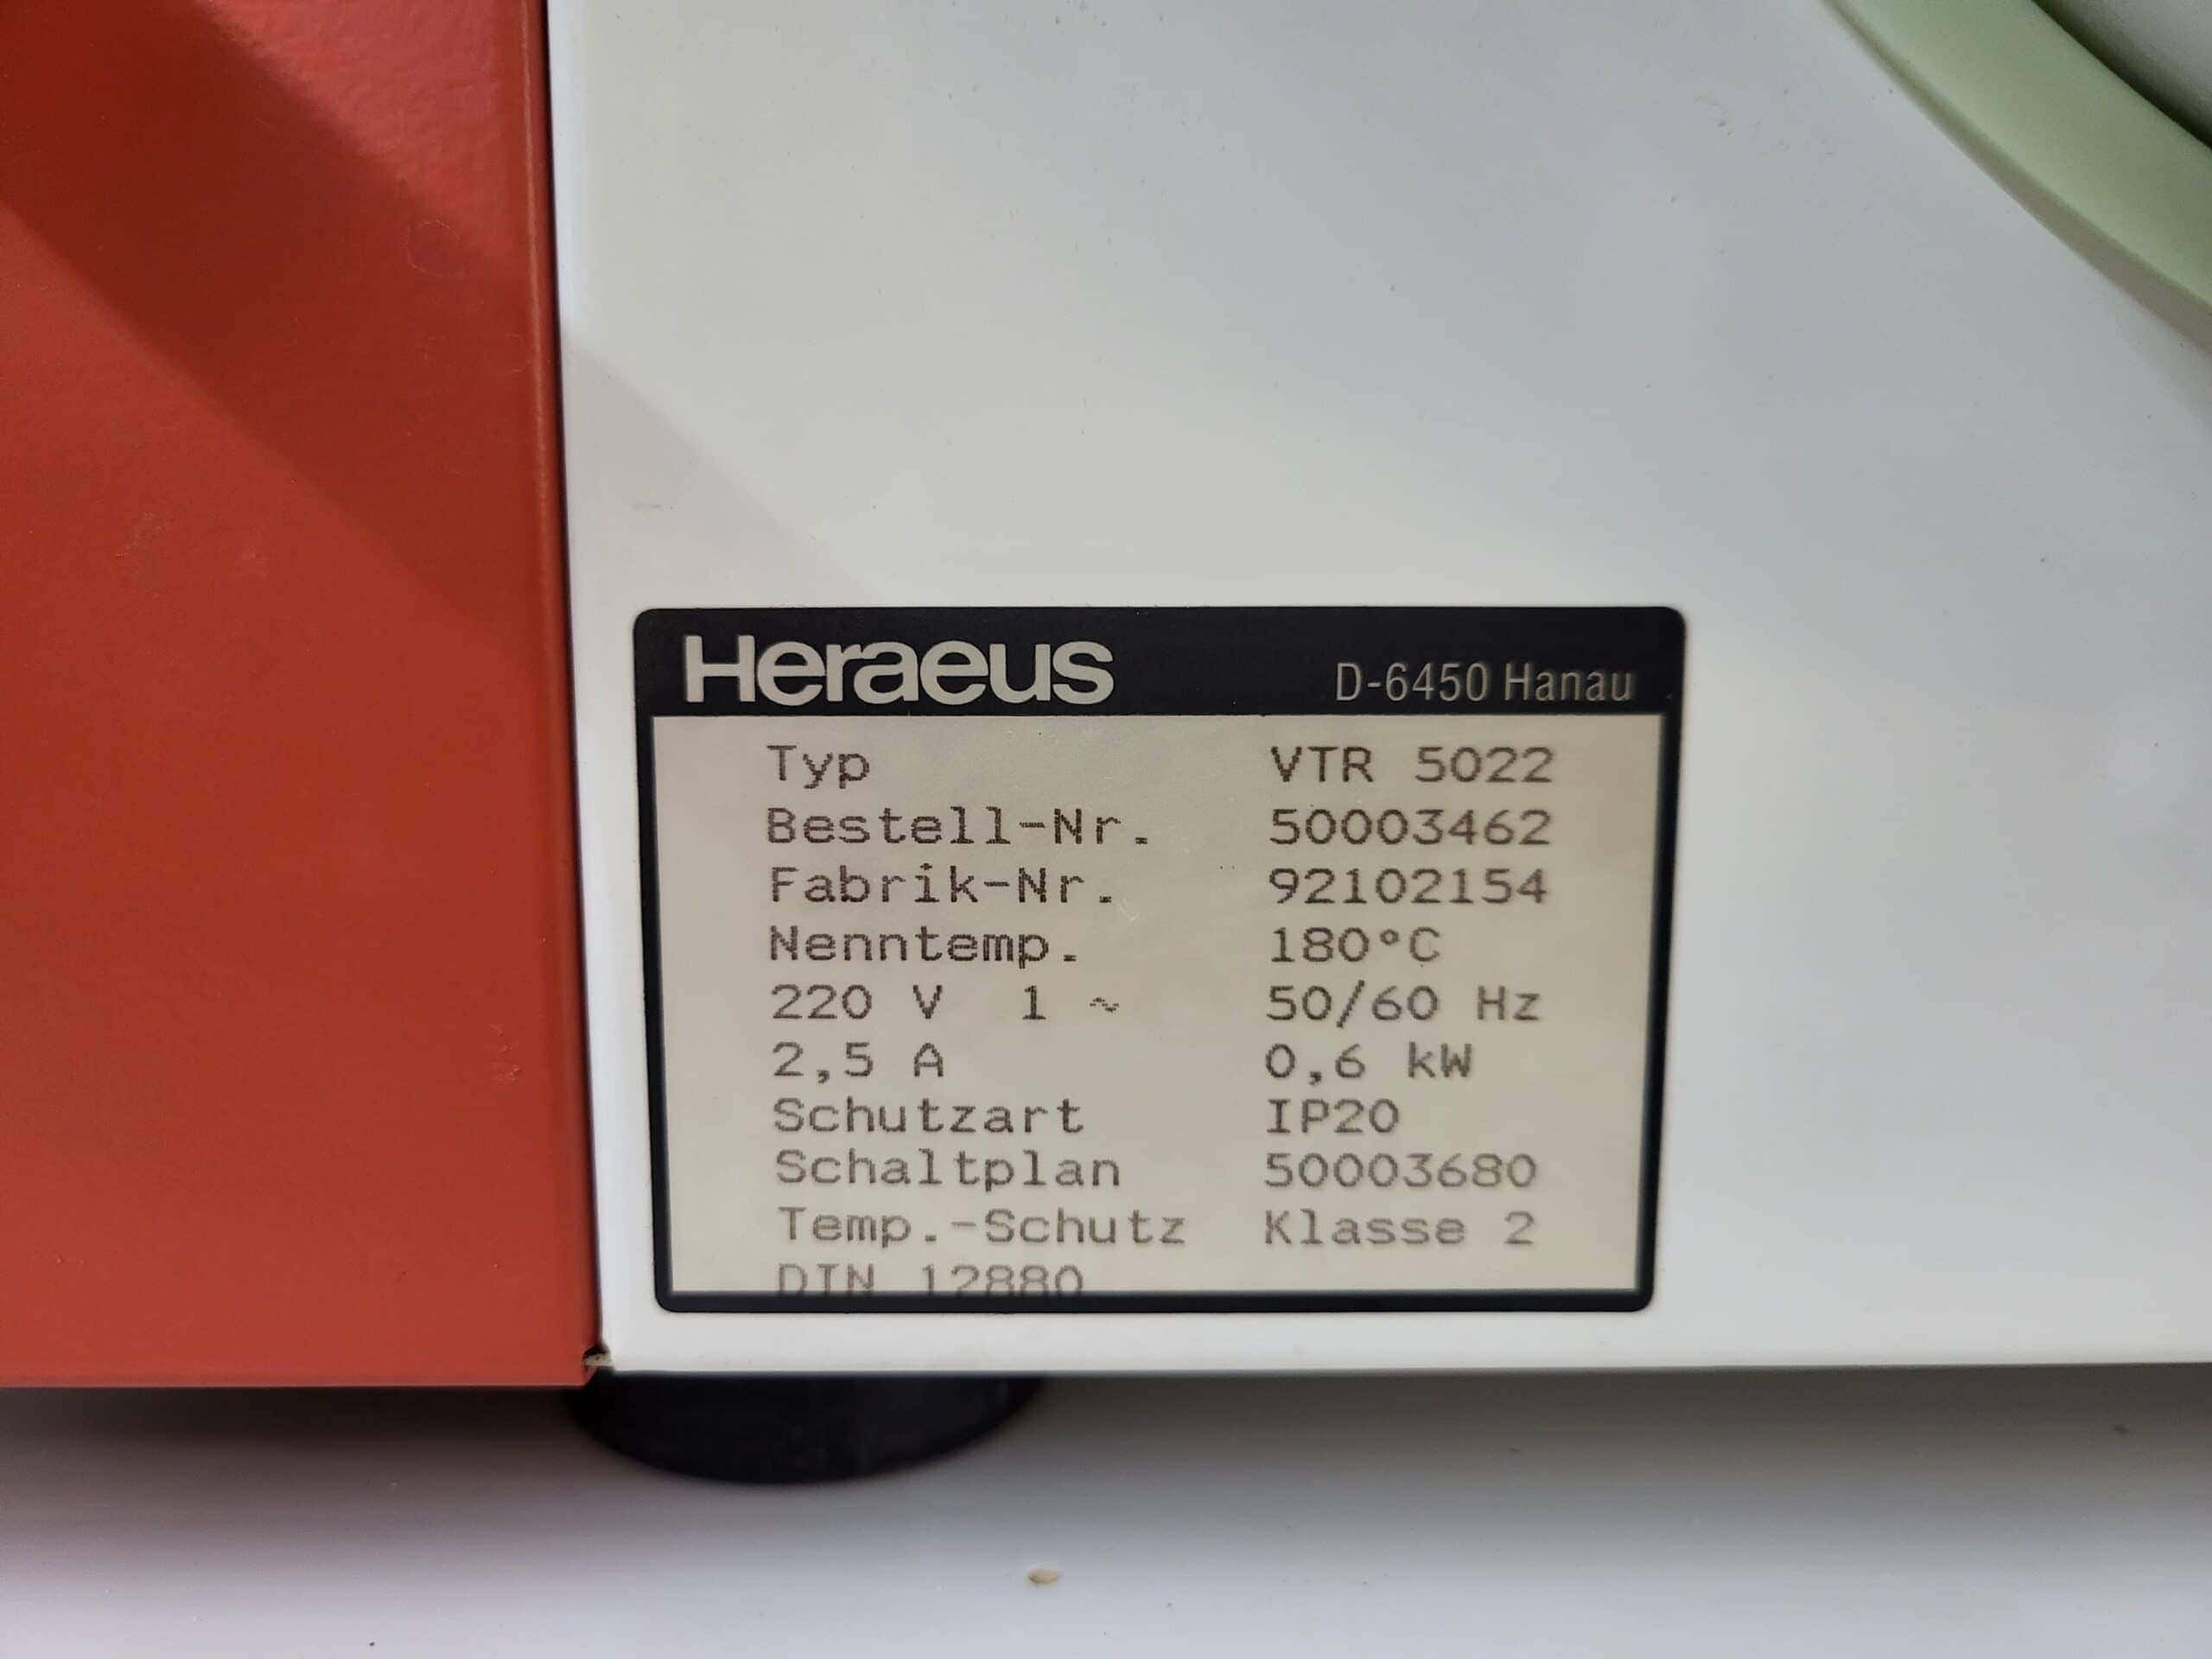 Heraeus D-6450 Hanau
Typ VTR 5022
Bestell-Nr. 50003462
Fabrik-Nr. 92102154
Nenntemp. 180°C
220 V 1 ~ 50/60 Hz
2,5 A 0,6 kW
Schutzart IP20
Schaltplan 50003680
Temp.-Schutz Klasse 2
DIN 12880